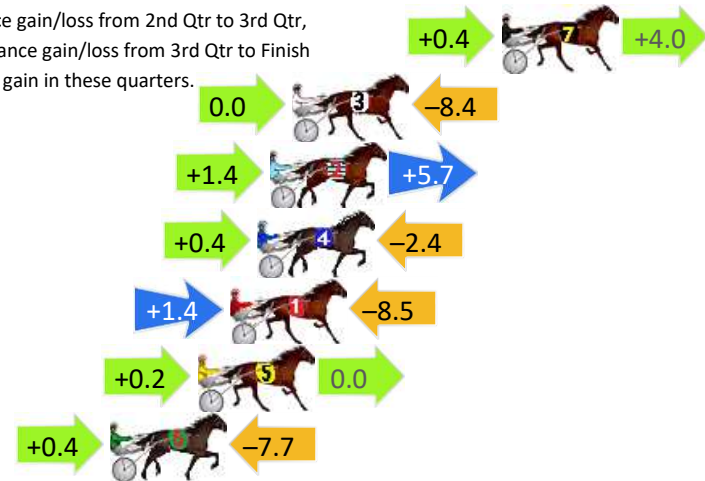 ce gain/loss from 2nd Qtr to 3rd Qtr,
ance gain/loss from 3rd Qtr to Finish
gain in these quarters.
+0.4 7 +4.0
0.0 3 –8.4
+1.4 +5.7
+0.4 4 –2.4
+1.4 1 –8.5
+0.2 5 0.0
+0.4 6 –7.7